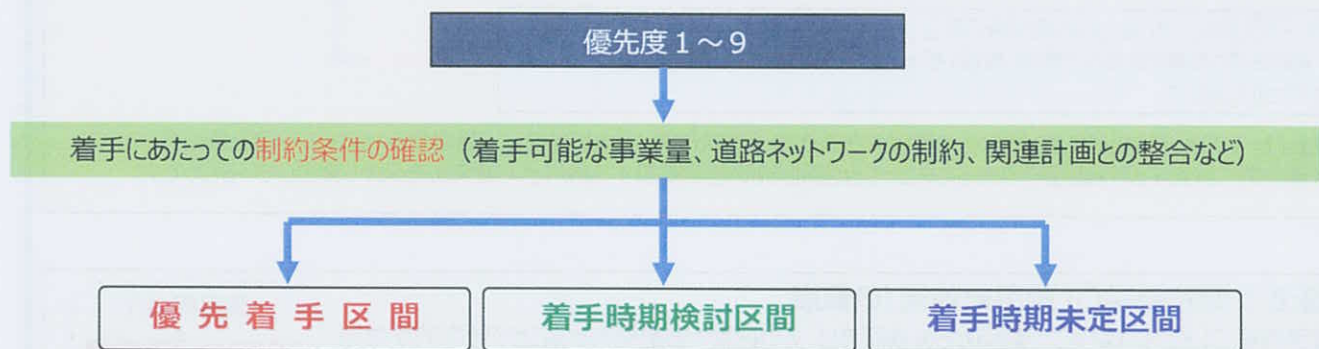 優先度1～9
着手にあたっての制約条件の確認（着手可能な事業量、道路ネットワークの制約、関連計画との整合など）
優先着手区間
着手時期検討区間
着手時期未定区間